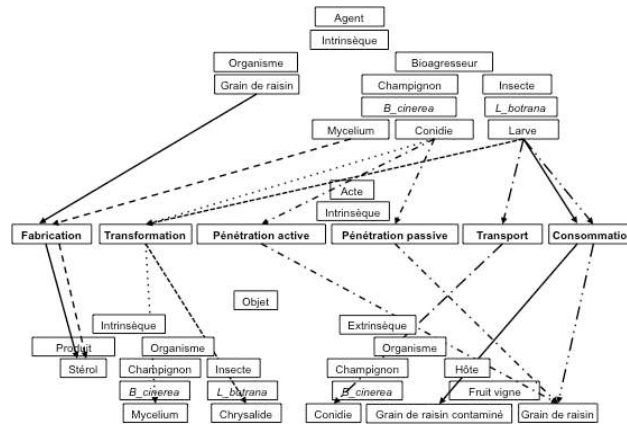 Agent
Intrinsèque
Organisme Bioagresseur
Grain de raisin Champignon Insecte
B_cinerea L_botrana
Mycelium Conidie Larve
Acte
Intrinsèque
Fabrication Transformation Pénétration active Pénétration passive Transport Consommatio
Objet
Intrinsèque Extrinsèque
Produit Organisme Organisme
Stérol Champignon Insecte Champignon Hôte
B_cinerea L_botrana B_cinerea Fruit vigne
Mycelium Chrysalide Conidie Grain de raisin contaminé Grain de raisin